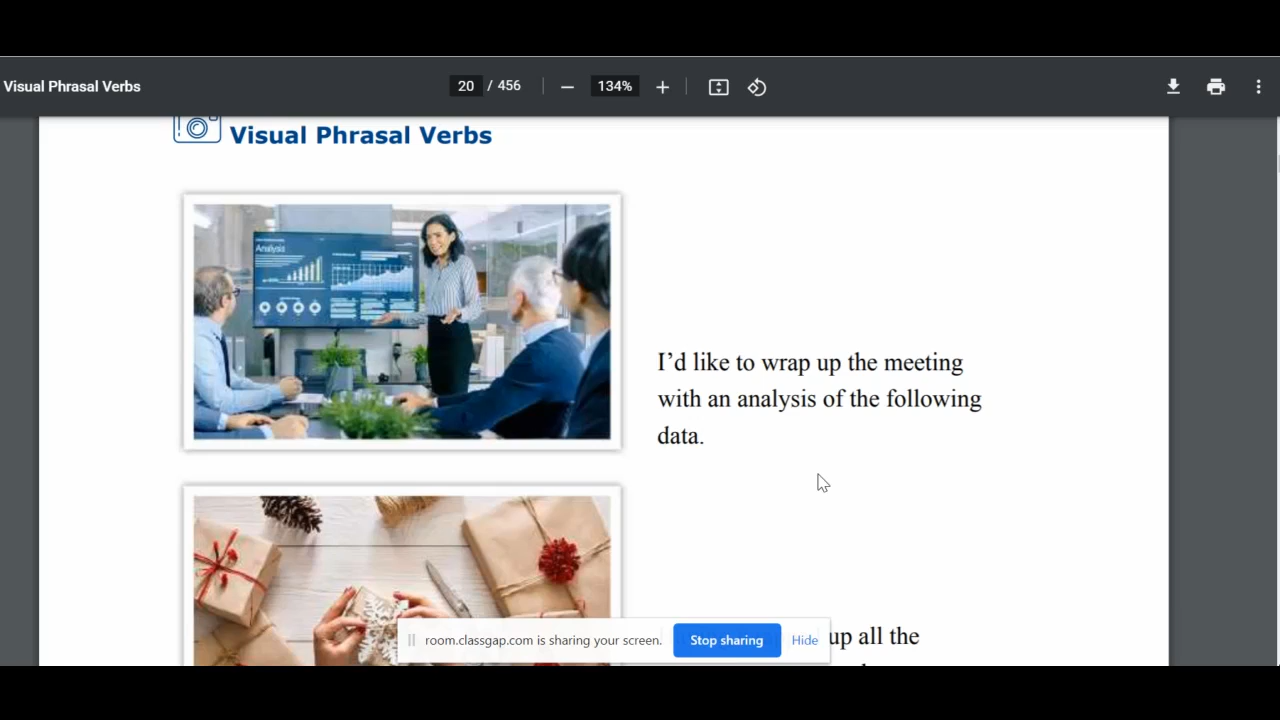 Visual Phrasal Verbs
20 / 456
134%
Visual Phrasal Verbs
Analysis
I’d like to wrap up the meeting
with an analysis of the following
data.
up all the
room.classgap.com is sharing your screen.
Stop sharing
Hide